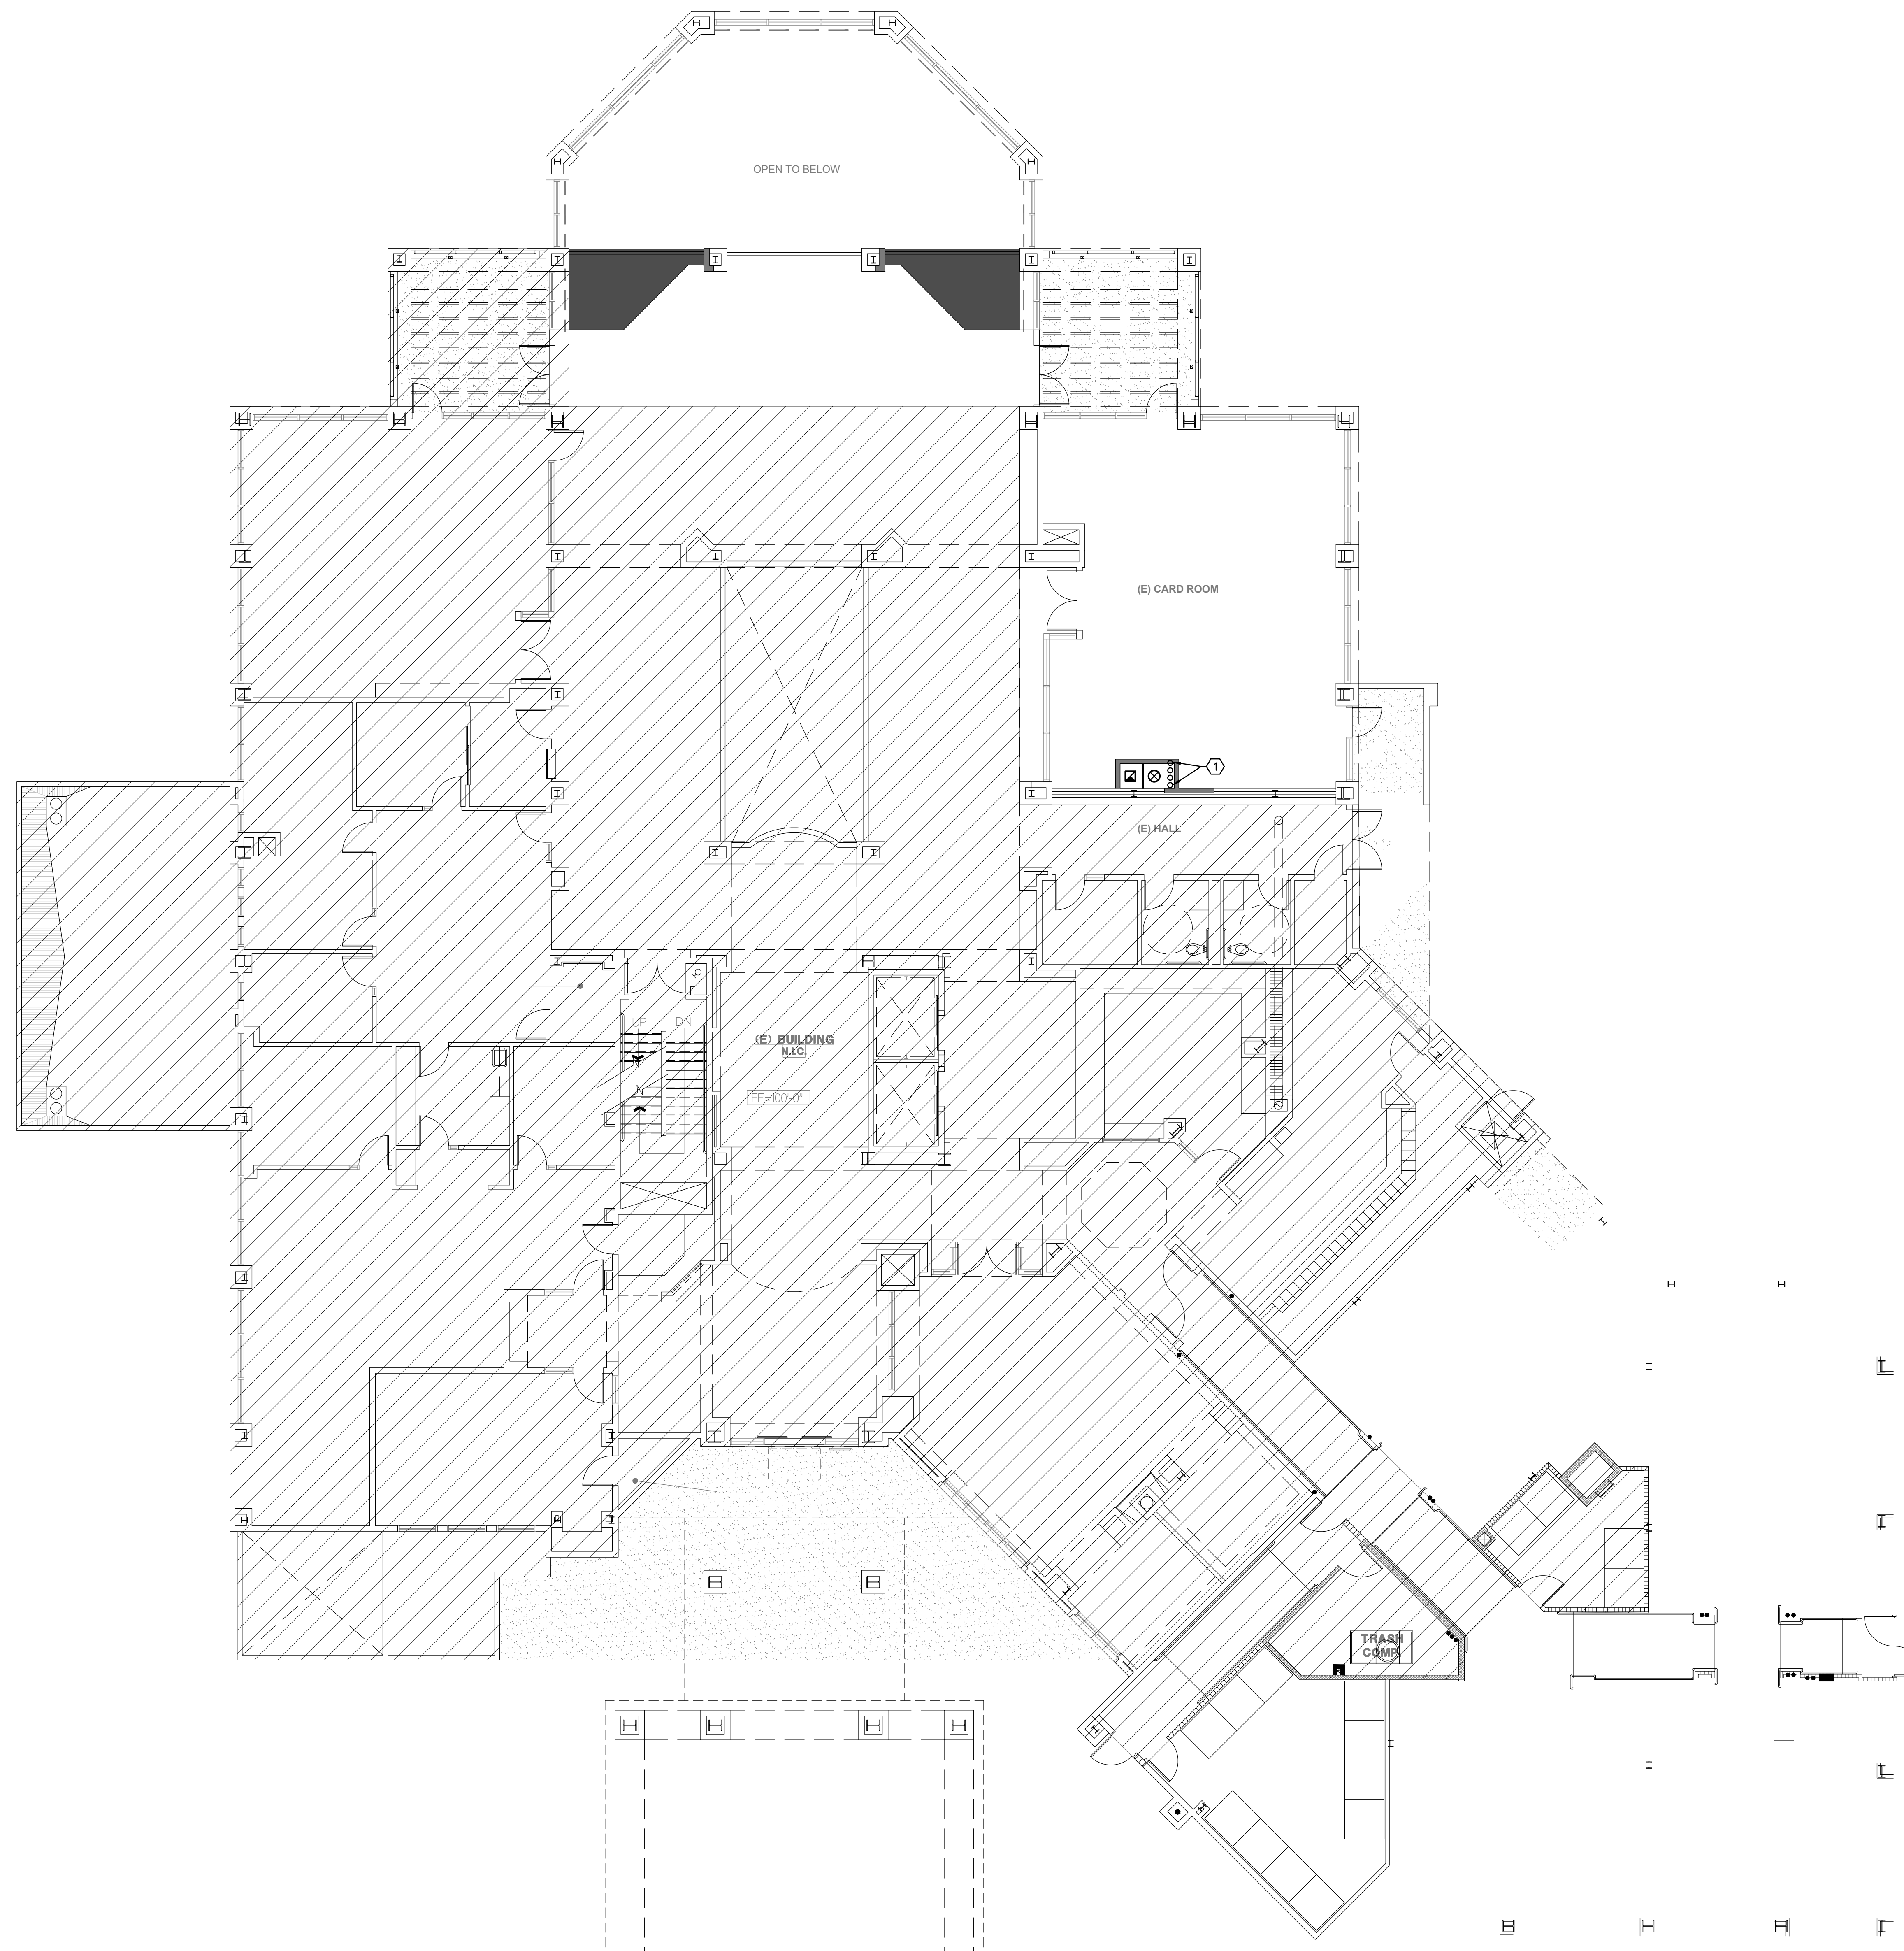 OPEN TO BELOW
(E) CARD ROOM
1
(E) HALL
UP
DN
(E) BUILDING
N.I.C.
FF=100'-0"
TRASH
COMP.